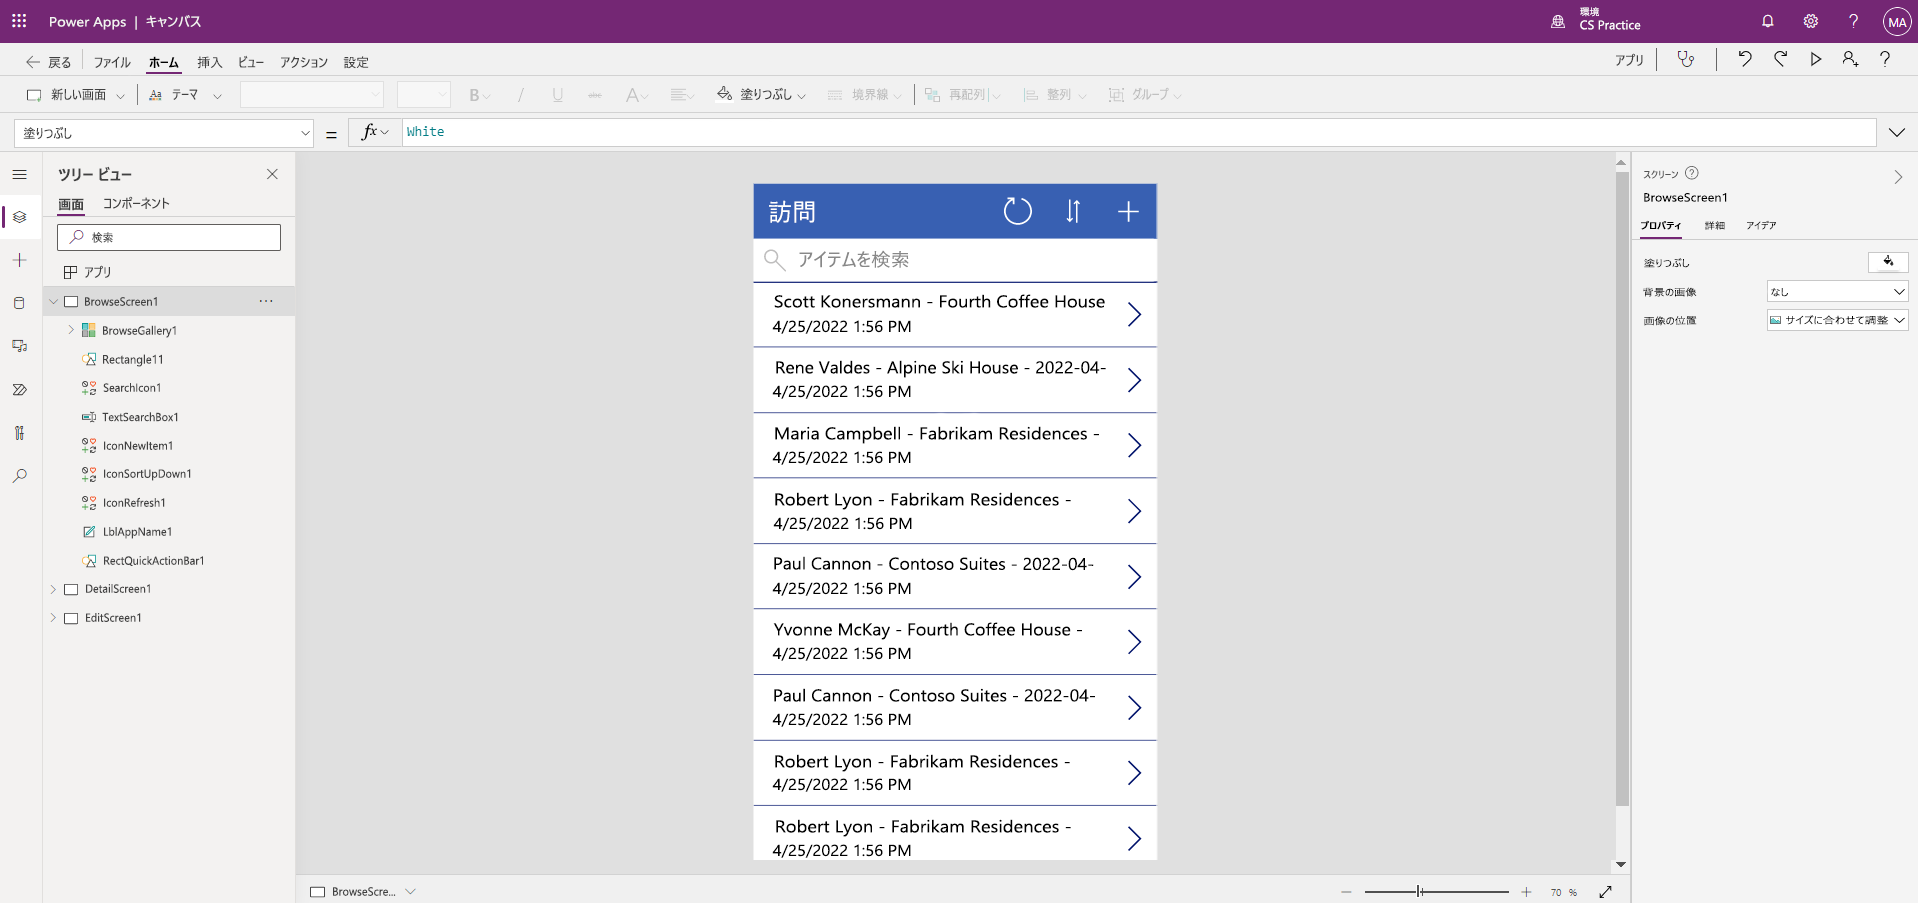 Power Apps | キャンバス
環境
CS Practice
MA
戻る ファイル ホーム 挿入 ビュー アクション 設定
アプリ
新しい画面 テーマ B / U abc A 塗りつぶし 境界線 再配列 整列 グループ
塗りつぶし = fx White
ツリー ビュー
画面 コンポーネント
検索
アプリ
BrowseScreen1 ...
BrowseGallery1
Rectangle11
SearchIcon1
TextSearchBox1
IconNewItem1
IconSortUpDown1
IconRefresh1
LblAppName1
RectQuickActionBar1
DetailScreen1
EditScreen1
訪問
アイテムを検索
Scott Konersmann - Fourth Coffee House
4/25/2022 1:56 PM
Rene Valdes - Alpine Ski House - 2022-04-
4/25/2022 1:56 PM
Maria Campbell - Fabrikam Residences -
4/25/2022 1:56 PM
Robert Lyon - Fabrikam Residences -
4/25/2022 1:56 PM
Paul Cannon - Contoso Suites - 2022-04-
4/25/2022 1:56 PM
Yvonne McKay - Fourth Coffee House -
4/25/2022 1:56 PM
Paul Cannon - Contoso Suites - 2022-04-
4/25/2022 1:56 PM
Robert Lyon - Fabrikam Residences -
4/25/2022 1:56 PM
Robert Lyon - Fabrikam Residences -
4/25/2022 1:56 PM
スクリーン
BrowseScreen1
プロパティ 詳細 アイデア
塗りつぶし
背景の画像 なし
画像の位置 サイズに合わせて調整
BrowseScre...
70 %